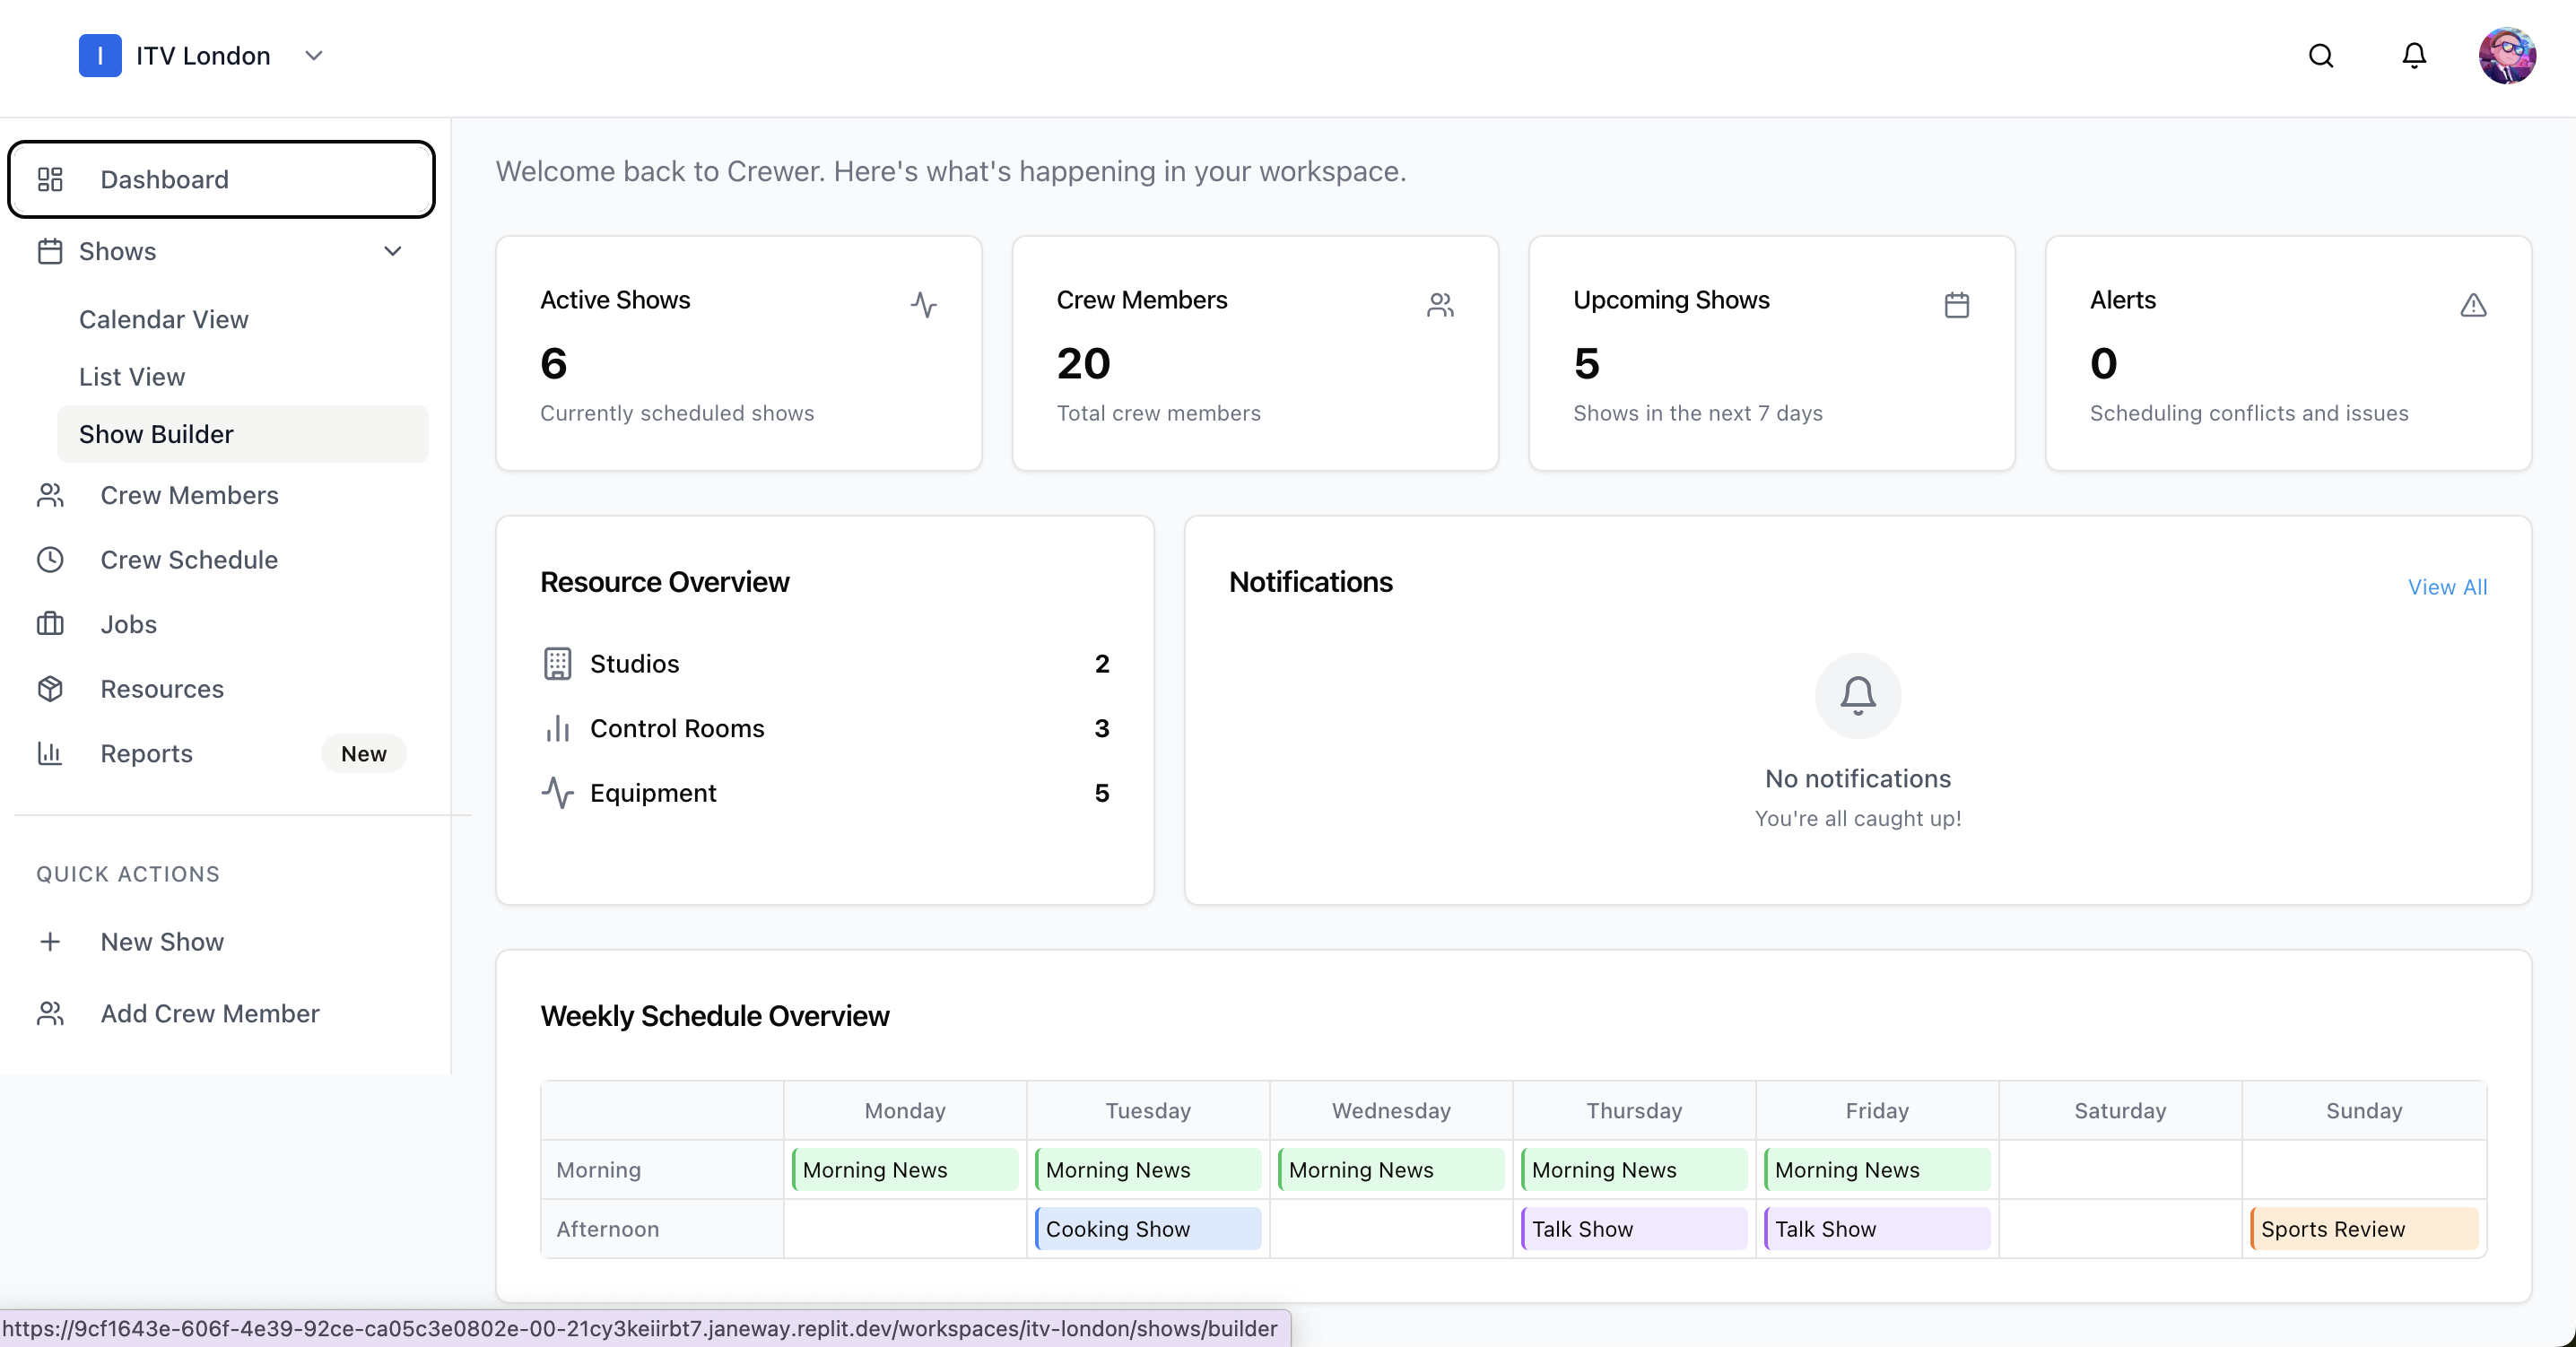 I ITV London
Dashboard
Shows
Calendar View
List View
Show Builder
Crew Members
Crew Schedule
Jobs
Resources
Reports New
QUICK ACTIONS
New Show
Add Crew Member
Welcome back to Crewer. Here's what's happening in your workspace.
Active Shows
6
Currently scheduled shows
Crew Members
20
Total crew members
Upcoming Shows
5
Shows in the next 7 days
Alerts
0
Scheduling conflicts and issues
Resource Overview
Studios 2
Control Rooms 3
Equipment 5
Notifications View All
No notifications
You're all caught up!
Weekly Schedule Overview
Monday Tuesday Wednesday Thursday Friday Saturday Sunday
Morning Morning News Morning News Morning News Morning News Morning News
Afternoon Cooking Show Talk Show Talk Show Sports Review
https://9cf1643e-606f-4e39-92ce-ca05c3e0802e-00-21cy3keiirbt7.janeway.replit.dev/workspaces/itv-london/shows/builder